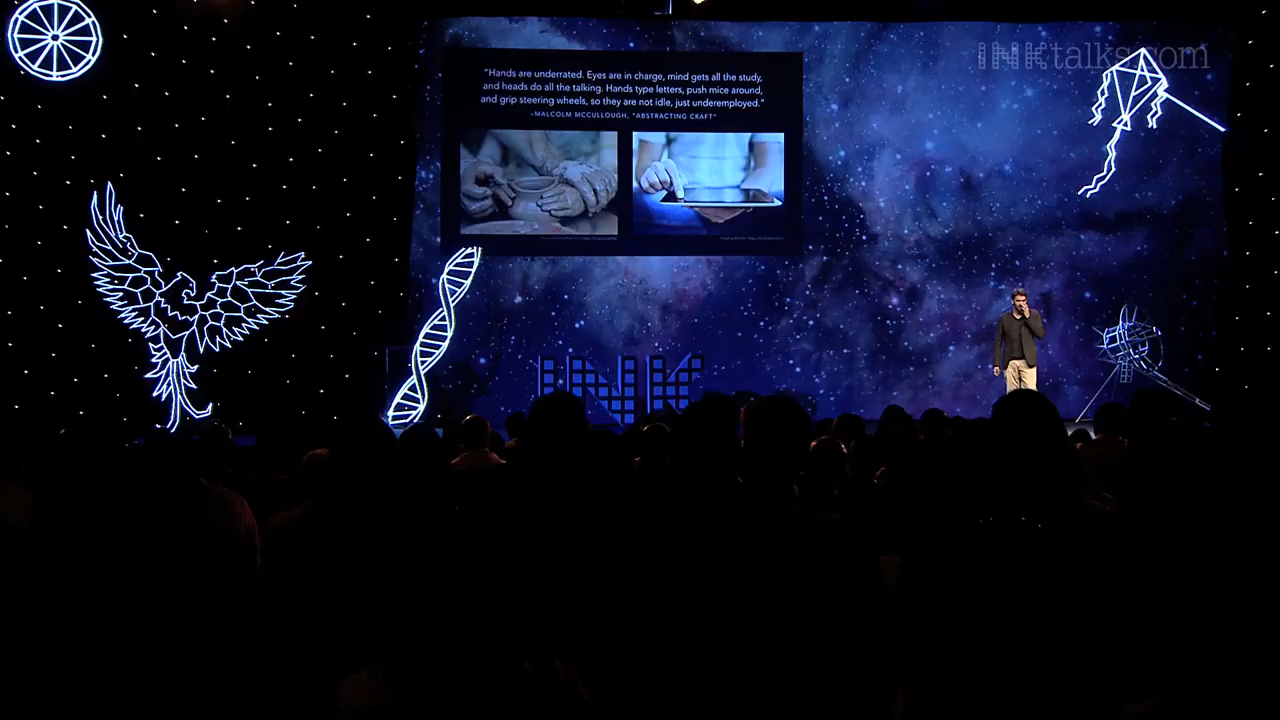 INKtalks.com
"Hands are underrated. Eyes are in charge, mind gets all the study,
and heads do all the talking. Hands type letters, push mice around,
and grip steering wheels, so they are not idle, just underemployed."
–MALCOLM MCCULLOUGH, "ABSTRACTING CRAFT"
INK